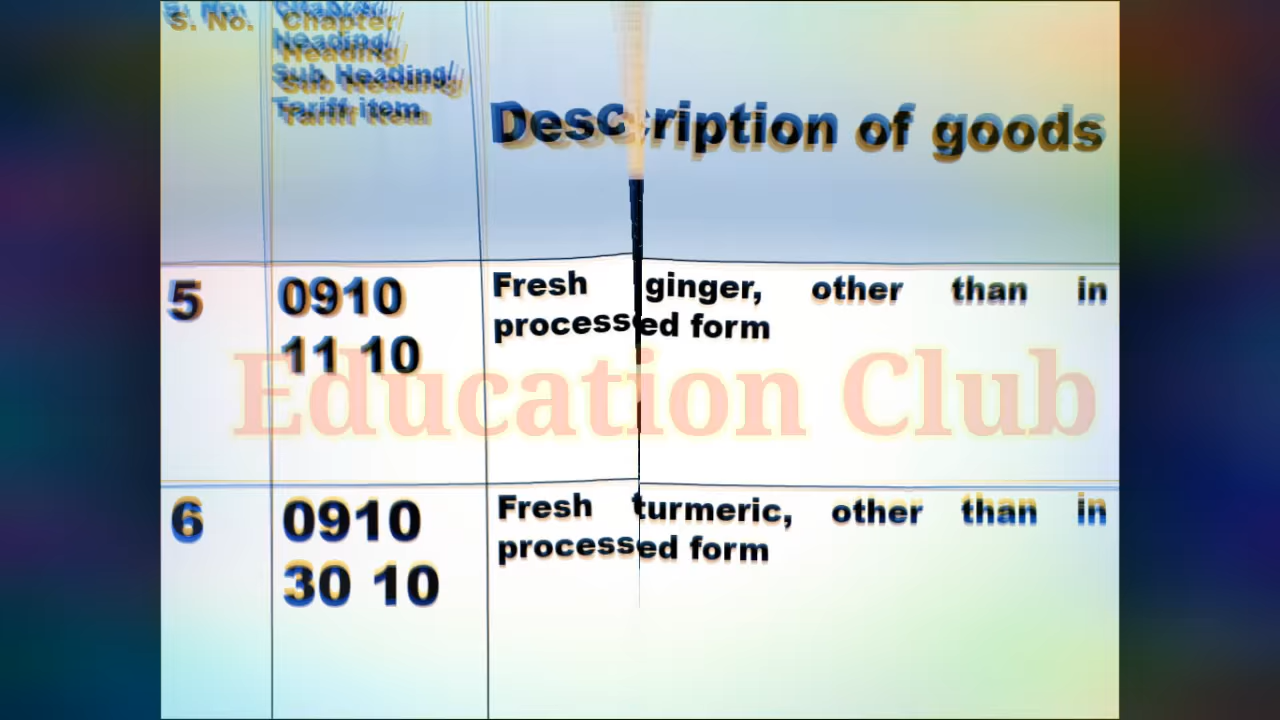 S. No.
Chapter/
Heading/
Sub Heading/
Tariff item
Description of goods
5
0910
11 10
Fresh ginger, other than in
processed form
Education Club
6
0910
30 10
Fresh turmeric, other than in
processed form